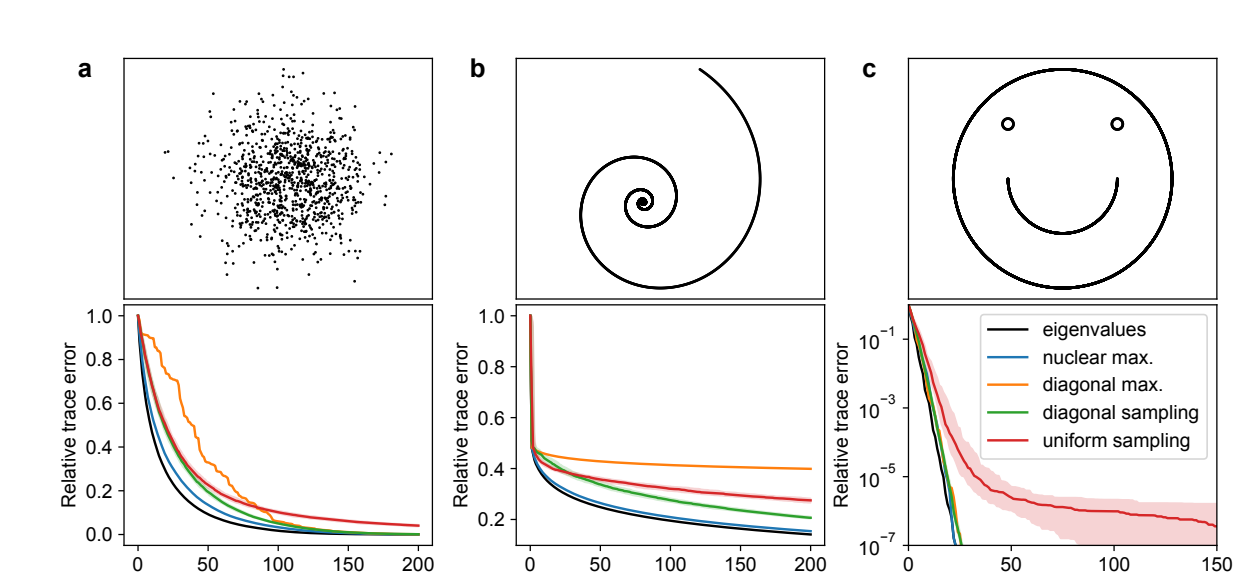 a
b
c
Relative trace error
1.0
0.8
0.6
0.4
0.2
0.0
0
50
100
150
200
Relative trace error
1.0
0.8
0.6
0.4
0.2
0
50
100
150
200
Relative trace error
10⁻¹
10⁻³
10⁻⁵
10⁻⁷
0
50
100
150
eigenvalues
nuclear max.
diagonal max.
diagonal sampling
uniform sampling